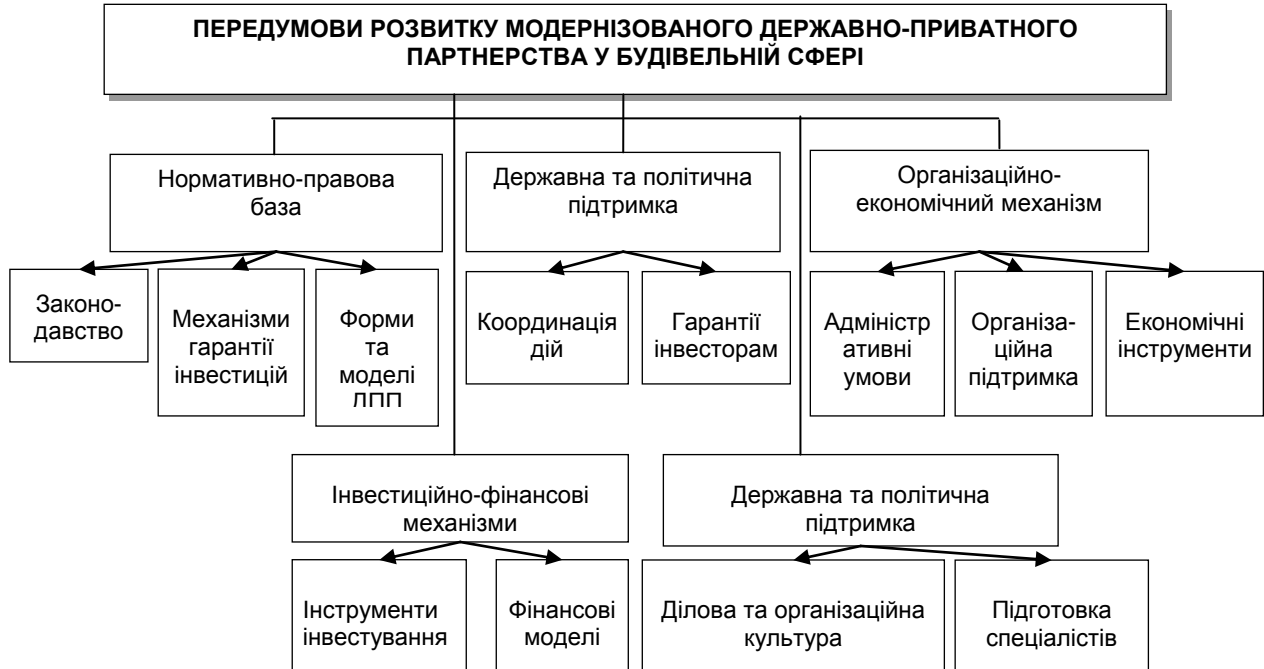 ПЕРЕДУМОВИ РОЗВИТКУ МОДЕРНІЗОВАНОГО ДЕРЖАВНО-ПРИВАТНОГО
ПАРТНЕРСТВА У БУДІВЕЛЬНІЙ СФЕРІ
Нормативно-правова
база
Державна та політична
підтримка
Організаційно-
економічний механізм
Законо-
давство
Механізми
гарантії
інвестицій
Форми
та
моделі
ДПП
Координація
дій
Гарантії
інвесторам
Адміністр
ативні
умови
Організа-
ційна
підтримка
Економічні
інструменти
Інвестиційно-фінансові
механізми
Державна та політична
підтримка
Інструменти
інвестування
Фінансові
моделі
Ділова та організаційна
культура
Підготовка
спеціалістів